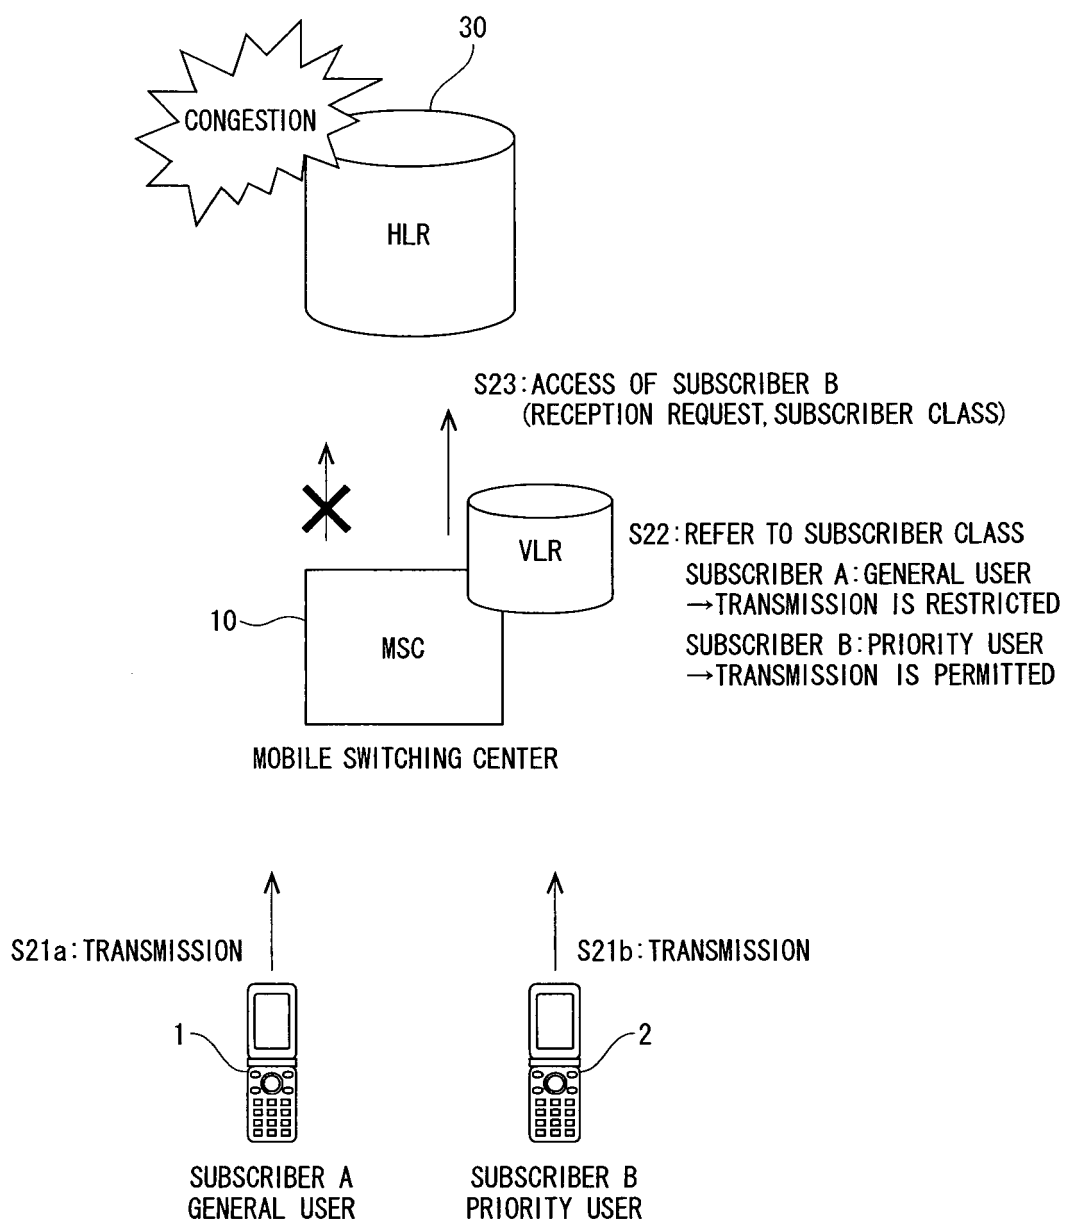 30
CONGESTION
HLR
S23:ACCESS OF SUBSCRIBER B
(RECEPTION REQUEST, SUBSCRIBER CLASS)
VLR
S22:REFER TO SUBSCRIBER CLASS
SUBSCRIBER A:GENERAL USER
→TRANSMISSION IS RESTRICTED
SUBSCRIBER B:PRIORITY USER
→TRANSMISSION IS PERMITTED
10
MSC
MOBILE SWITCHING CENTER
S21a:TRANSMISSION
S21b:TRANSMISSION
1
2
SUBSCRIBER A
GENERAL USER
SUBSCRIBER B
PRIORITY USER